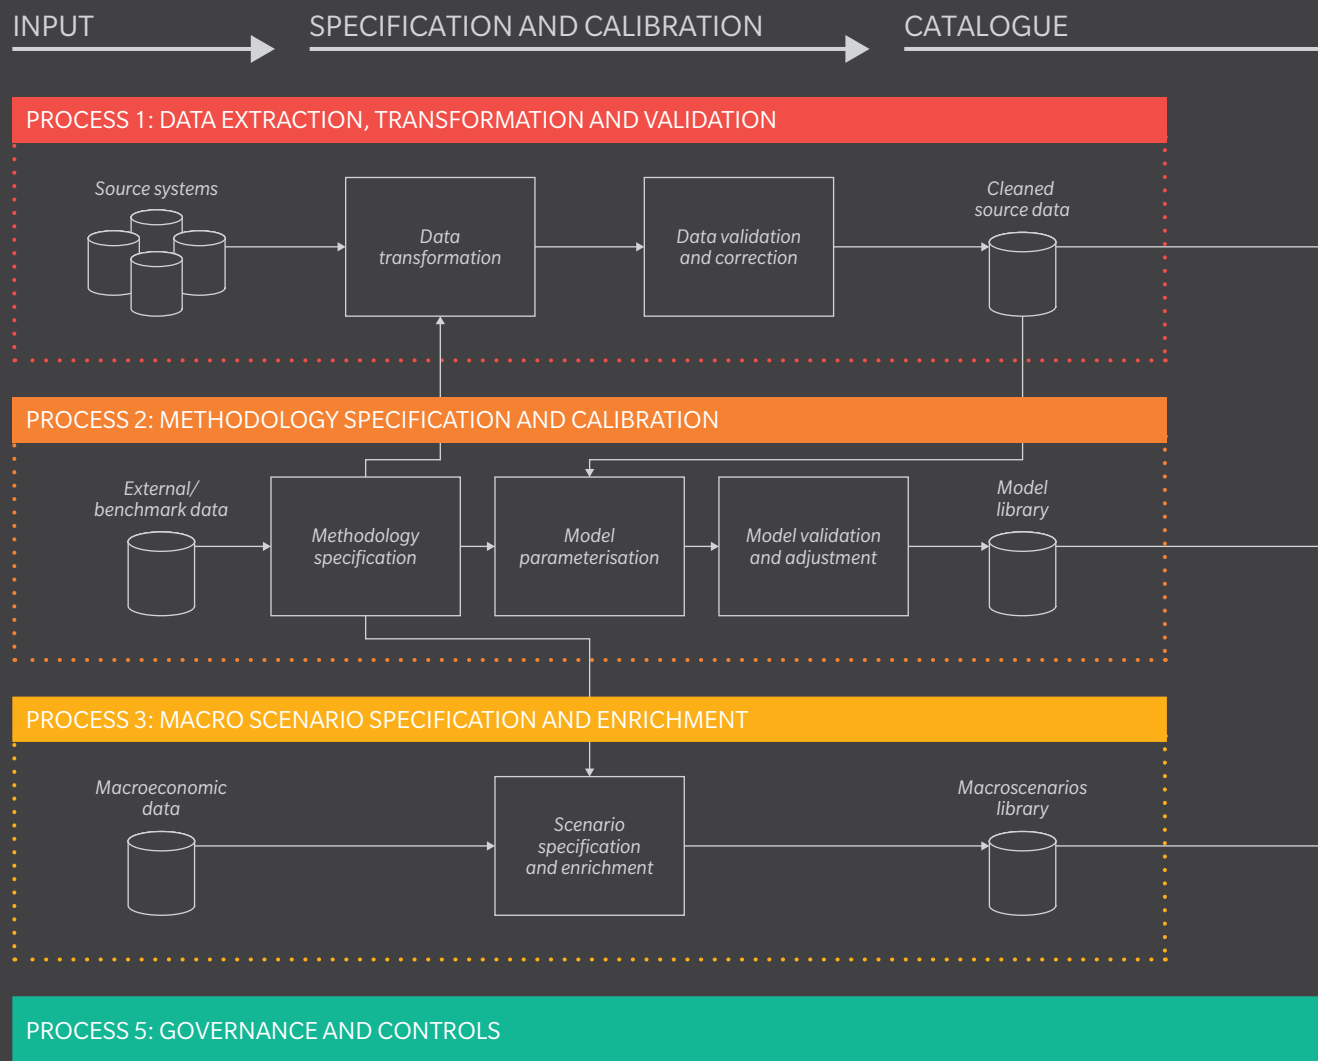 INPUT
SPECIFICATION AND CALIBRATION
CATALOGUE
PROCESS 1: DATA EXTRACTION, TRANSFORMATION AND VALIDATION
Source systems
Data
transformation
Data validation
and correction
Cleaned
source data
PROCESS 2: METHODOLOGY SPECIFICATION AND CALIBRATION
External/
benchmark data
Methodology
specification
Model
parameterisation
Model validation
and adjustment
Model
library
PROCESS 3: MACRO SCENARIO SPECIFICATION AND ENRICHMENT
Macroeconomic
data
Scenario
specification
and enrichment
Macroscenarios
library
PROCESS 5: GOVERNANCE AND CONTROLS